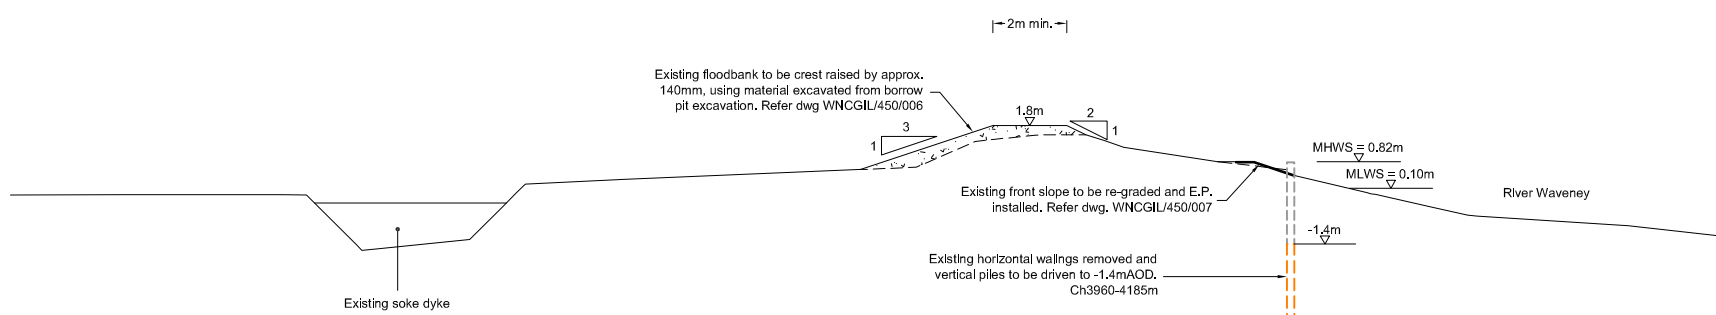 2m min.
Existing floodbank to be crest raised by approx.
140mm, using material excavated from borrow
pit excavation. Refer dwg WNCGIL/450/006
1.8m
3
1
2
1
MHWS = 0.82m
MLWS = 0.10m
River Waveney
Existing front slope to be re-graded and E.P.
installed. Refer dwg. WNCGIL/450/007
-1.4m
Existing horizontal walings removed and
vertical piles to be driven to -1.4mAOD.
Ch3960-4185m
Existing soke dyke